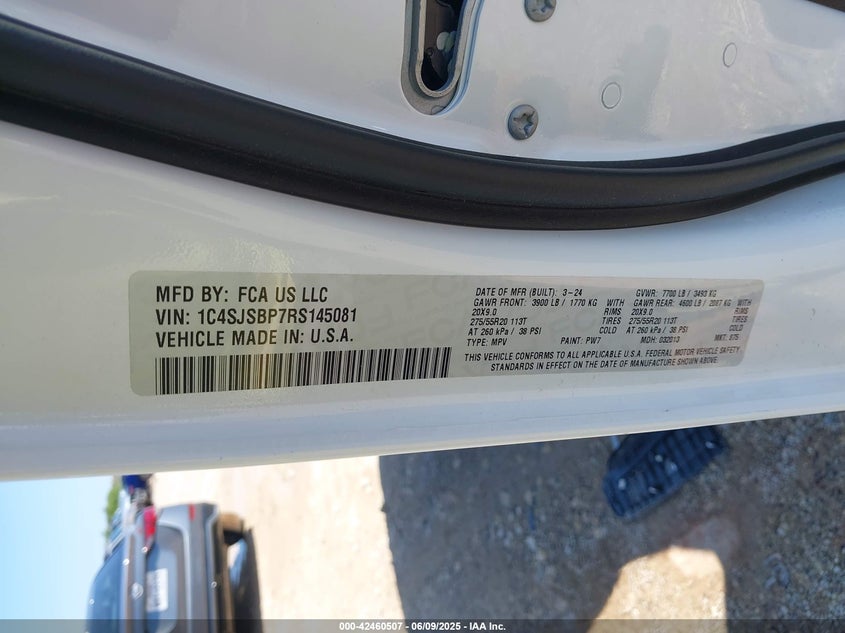 MFD BY: FCA US LLC
VIN: 1C4SJSBP7RS145081
VEHICLE MADE IN: U.S.A.
DATE OF MFR (BUILT): 3-24 GVWR: 7700 LB / 3493 KG
GAWR FRONT: 3900 LB / 1770 KG WITH GAWR REAR: 4600 LB / 2087 KG WITH
20X9.0 RIMS 20X9.0 RIMS
275/55R20 113T TIRES 275/55R20 113T TIRES
AT 260 kPa / 38 PSI COLD AT 260 kPa / 38 PSI COLD
TYPE: MPV PAINT: PW7 MDH: 032013 MKT: 675
THIS VEHICLE CONFORMS TO ALL APPLICABLE U.S.A. FEDERAL MOTOR VEHICLE SAFETY
STANDARDS IN EFFECT ON THE DATE OF MANUFACTURE SHOWN ABOVE.
000-42460507 06/09/2025 IAA Inc.